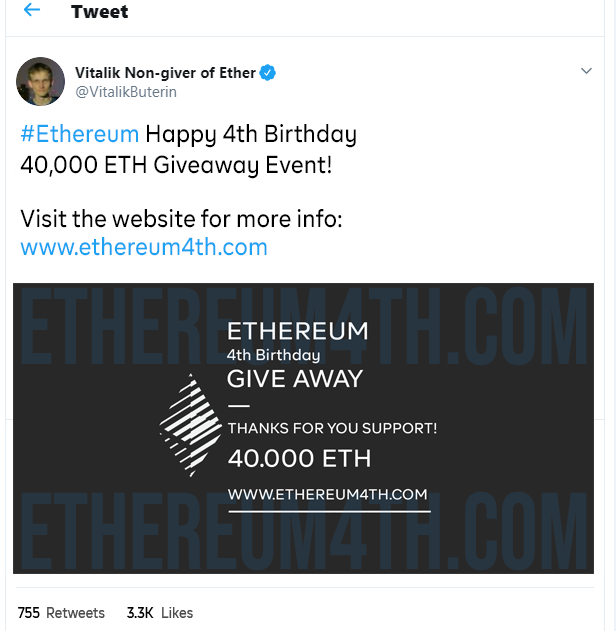 Tweet
Vitalik Non-giver of Ether
@VitalikButerin
#Ethereum Happy 4th Birthday
40,000 ETH Giveaway Event!
Visit the website for more info:
www.ethereum4th.com
ETHEREUM4TH.COM
ETHEREUM
4th Birthday
GIVE AWAY
THANKS FOR YOU SUPPORT!
40.000 ETH
WWW.ETHEREUM4TH.COM
ETHEREUM4TH.COM
755 Retweets 3.3K Likes